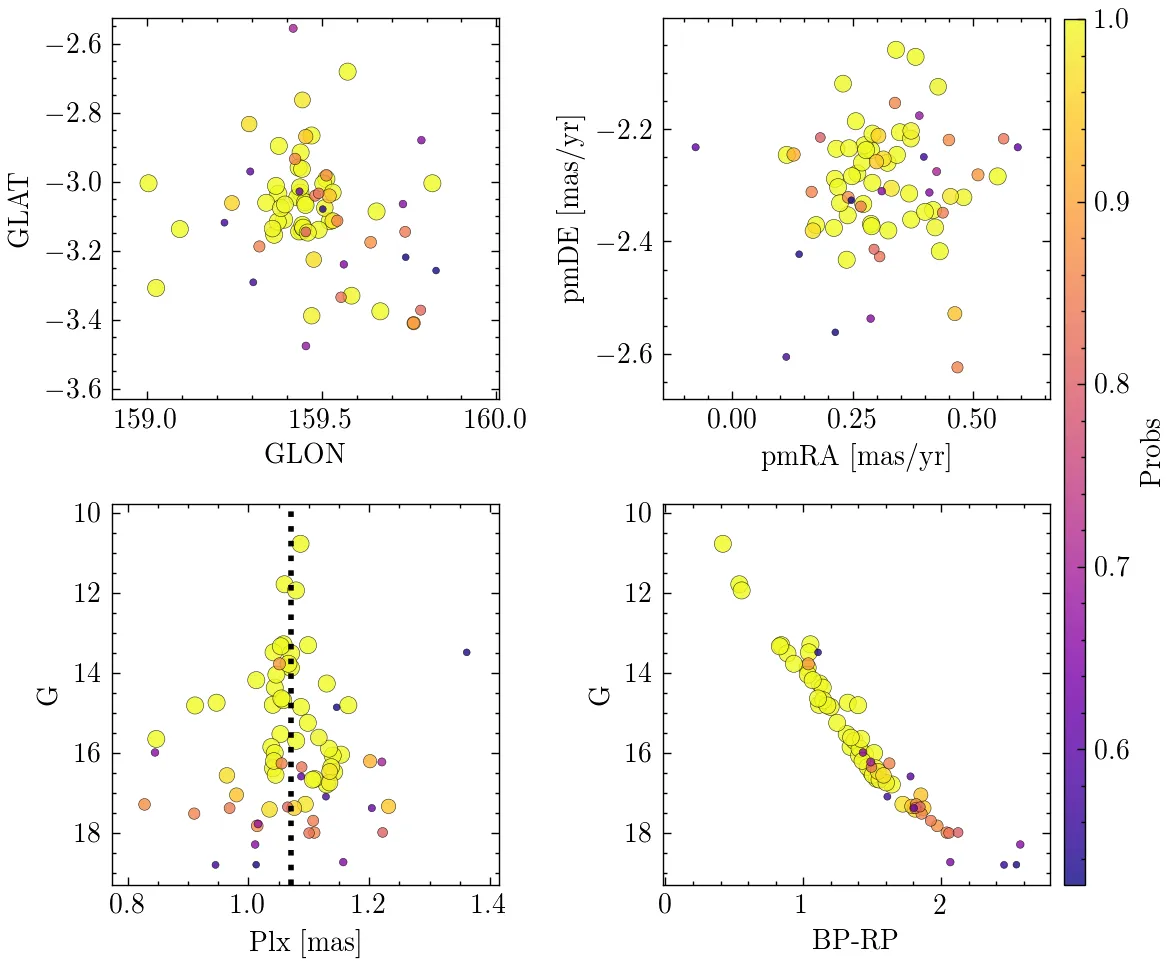 GLAT
−2.6
−2.8
−3.0
−3.2
−3.4
−3.6
159.0 159.5 160.0
GLON
pmDE [mas/yr]
−2.2
−2.4
−2.6
0.00 0.25 0.50
pmRA [mas/yr]
1.0
0.9
0.8
0.7
0.6
Probs
G
10
12
14
16
18
0.8 1.0 1.2 1.4
Plx [mas]
G
10
12
14
16
18
0 1 2
BP-RP